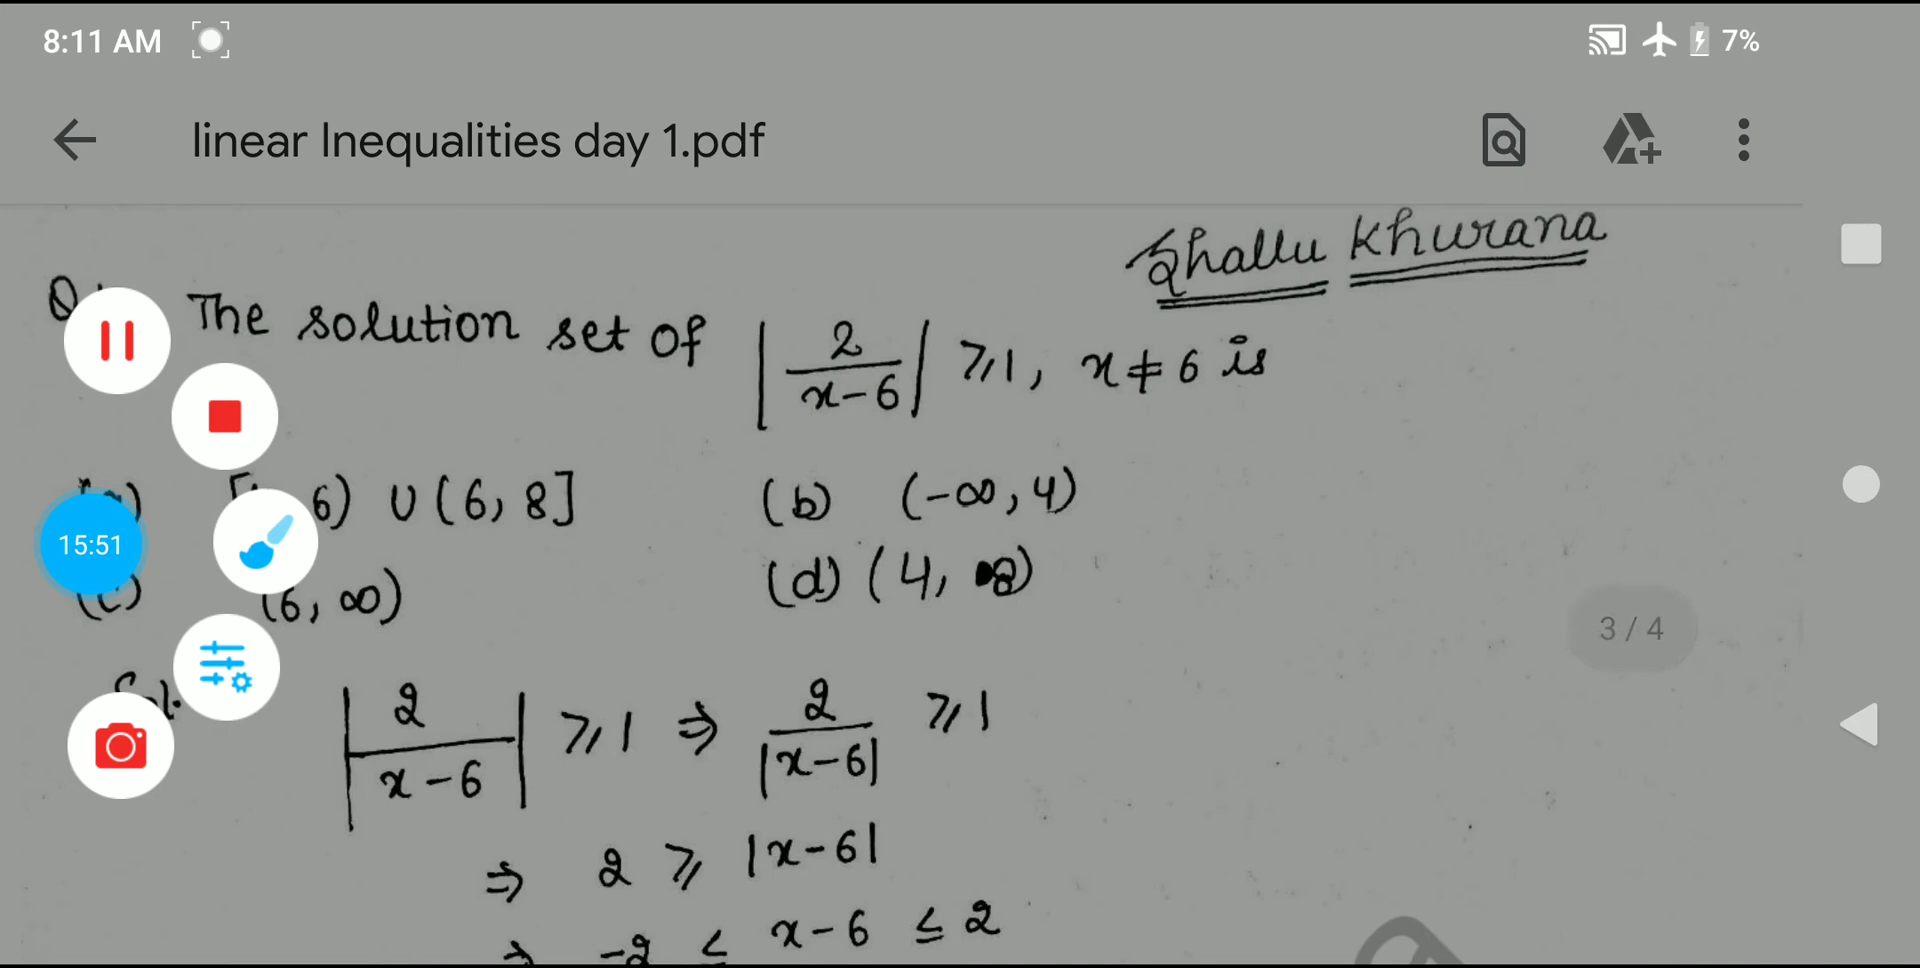 8:11 AM 7%
linear Inequalities day 1.pdf
Shallu Khurana
The solution set of |2/(x-6)| ≥ 1, x ≠ 6 is
6) ∪ (6, 8] (b) (-∞, 4)
15:51
(c) (6, ∞) (d) (4, ∞)
3 / 4
Sol. |2/(x-6)| ≥ 1 ⇒ 2/|x-6| ≥ 1
⇒ 2 ≥ |x-6|
⇒ -2 ≤ x-6 ≤ 2